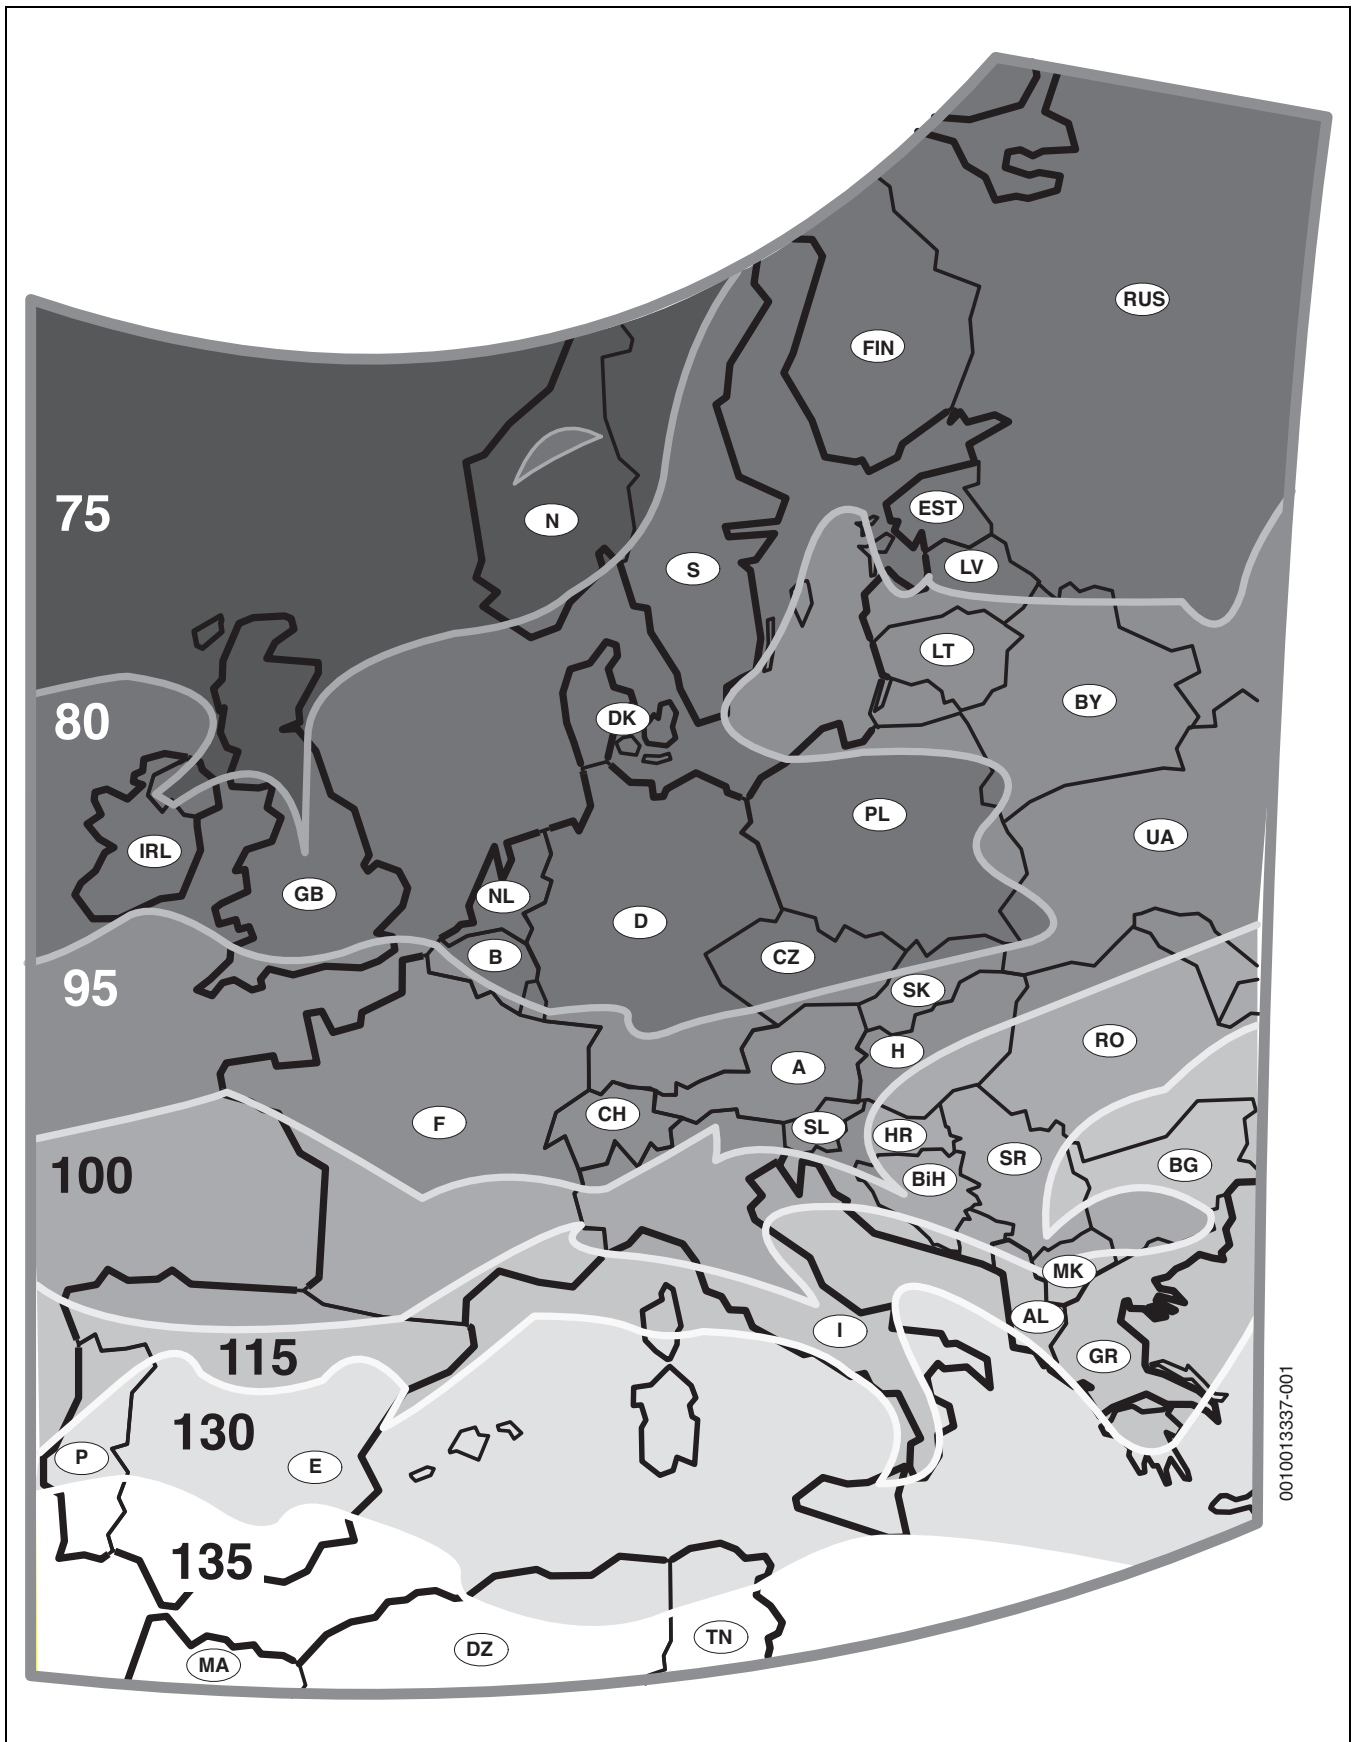 RUS
FIN
75
N
EST
S
LV
LT
80
DK
BY
PL
UA
IRL
GB
NL
D
B
CZ
95
SK
RO
H
A
F
CH
SL
HR
SR
100
BiH
BG
MK
AL
I
115
GR
130
P
E
135
TN
DZ
MA
0010013337-001